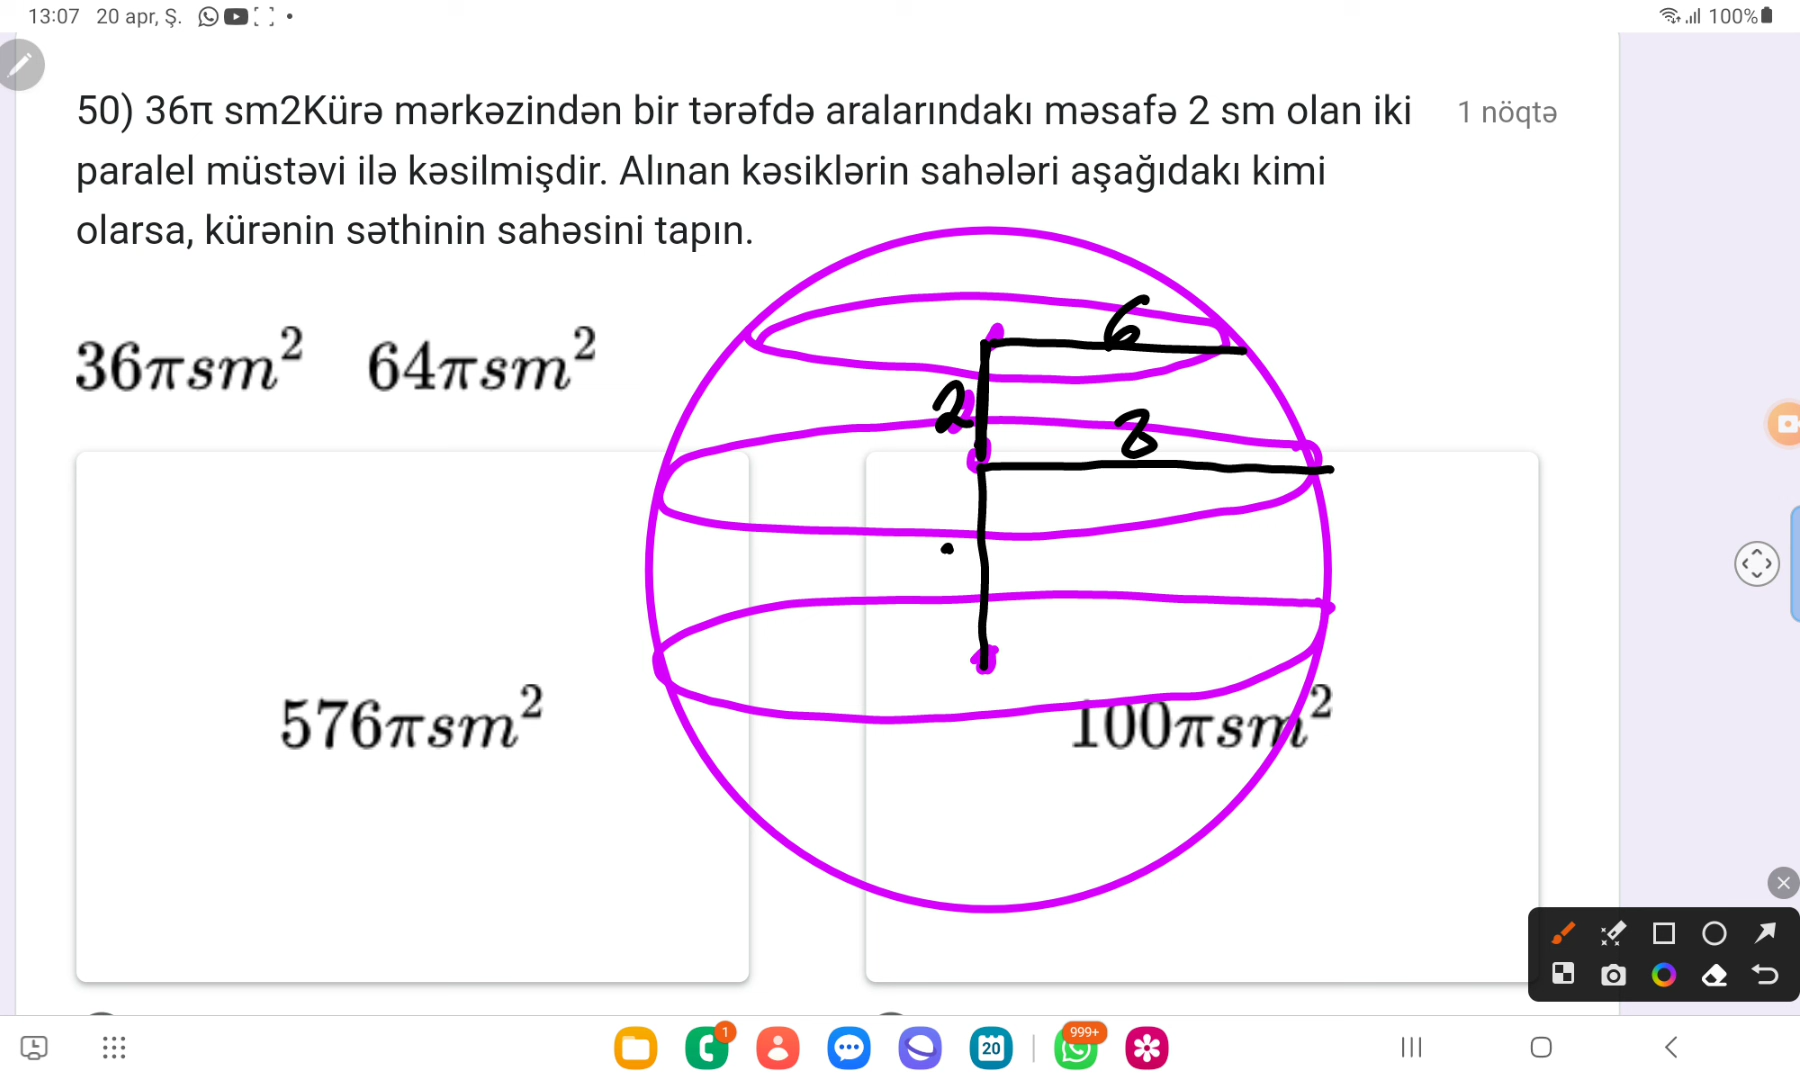 13:07 20 apr, Ş.
100%
50) 36π sm2Kürə mərkəzindən bir tərəfdə aralarındakı məsafə 2 sm olan iki
1 nöqtə
paralel müstəvi ilə kəsilmişdir. Alınan kəsiklərin sahələri aşağıdakı kimi
olarsa, kürənin səthinin sahəsini tapın.
36πsm² 64πsm²
6
2
8
576πsm² 100πsm²
1
20
999+